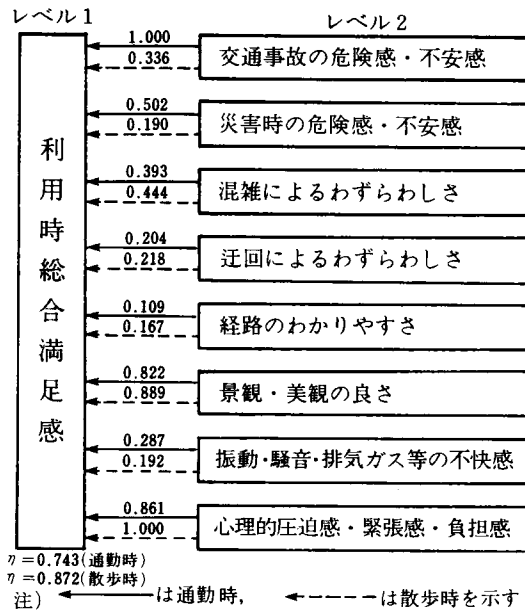 レベル1
レベル2
1.000
0.336
交通事故の危険感・不安感
0.502
0.190
災害時の危険感・不安感
0.393
0.444
混雑によるわずらわしさ
0.204
0.218
迂回によるわずらわしさ
0.109
0.167
経路のわかりやすさ
0.822
0.889
景観・美観の良さ
0.287
0.192
振動・騒音・排気ガス等の不快感
0.861
1.000
心理的圧迫感・緊張感・負担感
利用時総合満足感
η=0.743(通勤時)
η=0.872(散歩時)
注) は通勤時, は散歩時を示す